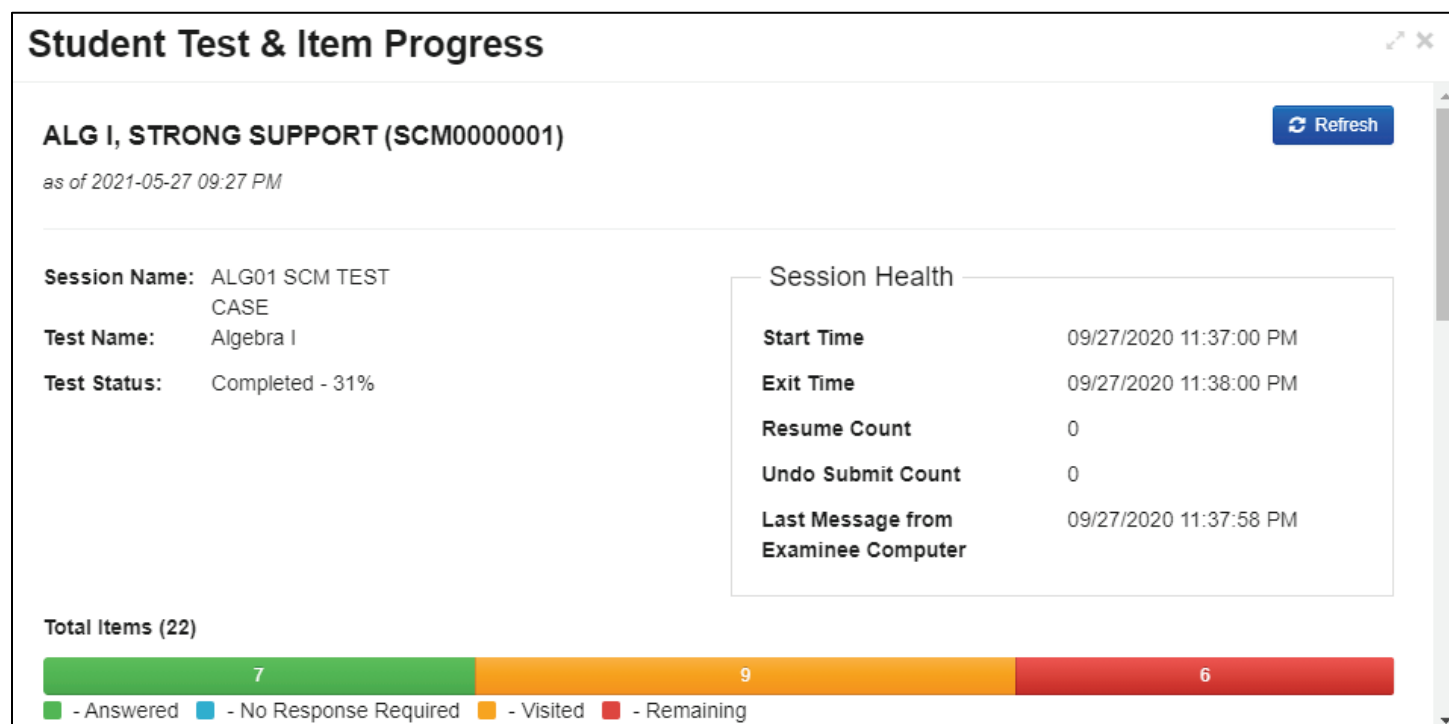 Student Test & Item Progress
ALG I, STRONG SUPPORT (SCM0000001)
Refresh
as of 2021-05-27 09:27 PM
Session Name: ALG01 SCM TEST
CASE
Test Name: Algebra I
Test Status: Completed - 31%
Session Health
Start Time 09/27/2020 11:37:00 PM
Exit Time 09/27/2020 11:38:00 PM
Resume Count 0
Undo Submit Count 0
Last Message from 09/27/2020 11:37:58 PM
Examinee Computer
Total Items (22)
7 9 6
- Answered - No Response Required - Visited - Remaining